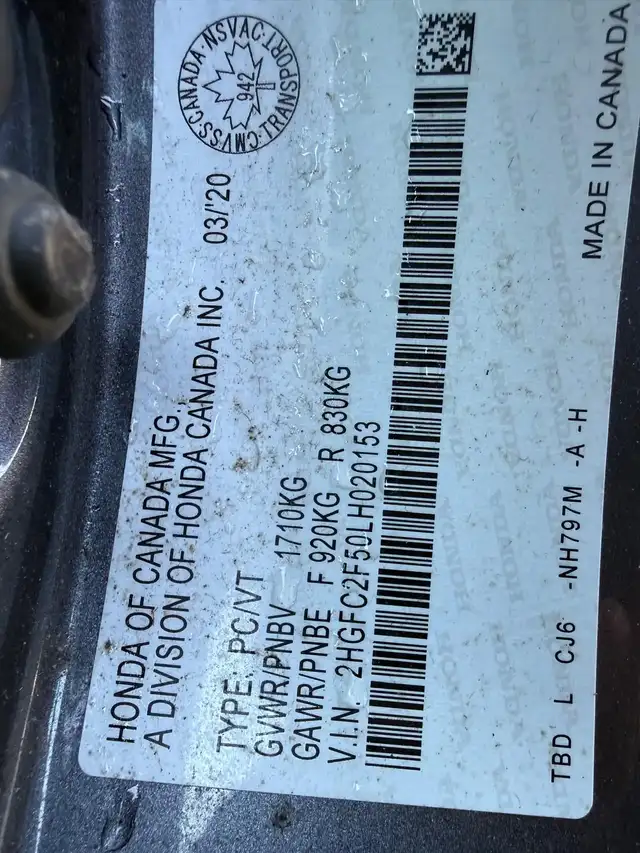 HONDA OF CANADA MFG.
A DIVISION OF HONDA CANADA INC. 03/'20
CMVSS·CANADA·NSVAC·TRANSPORT·
942
TYPE: PC/VT
GVWR/PNBV 1710KG
GAWR/PNBE F 920KG R 830KG
V.I.N. 2HGFC2F50LH020153
TBD L CJ6 -NH797M -A -H
MADE IN CANADA